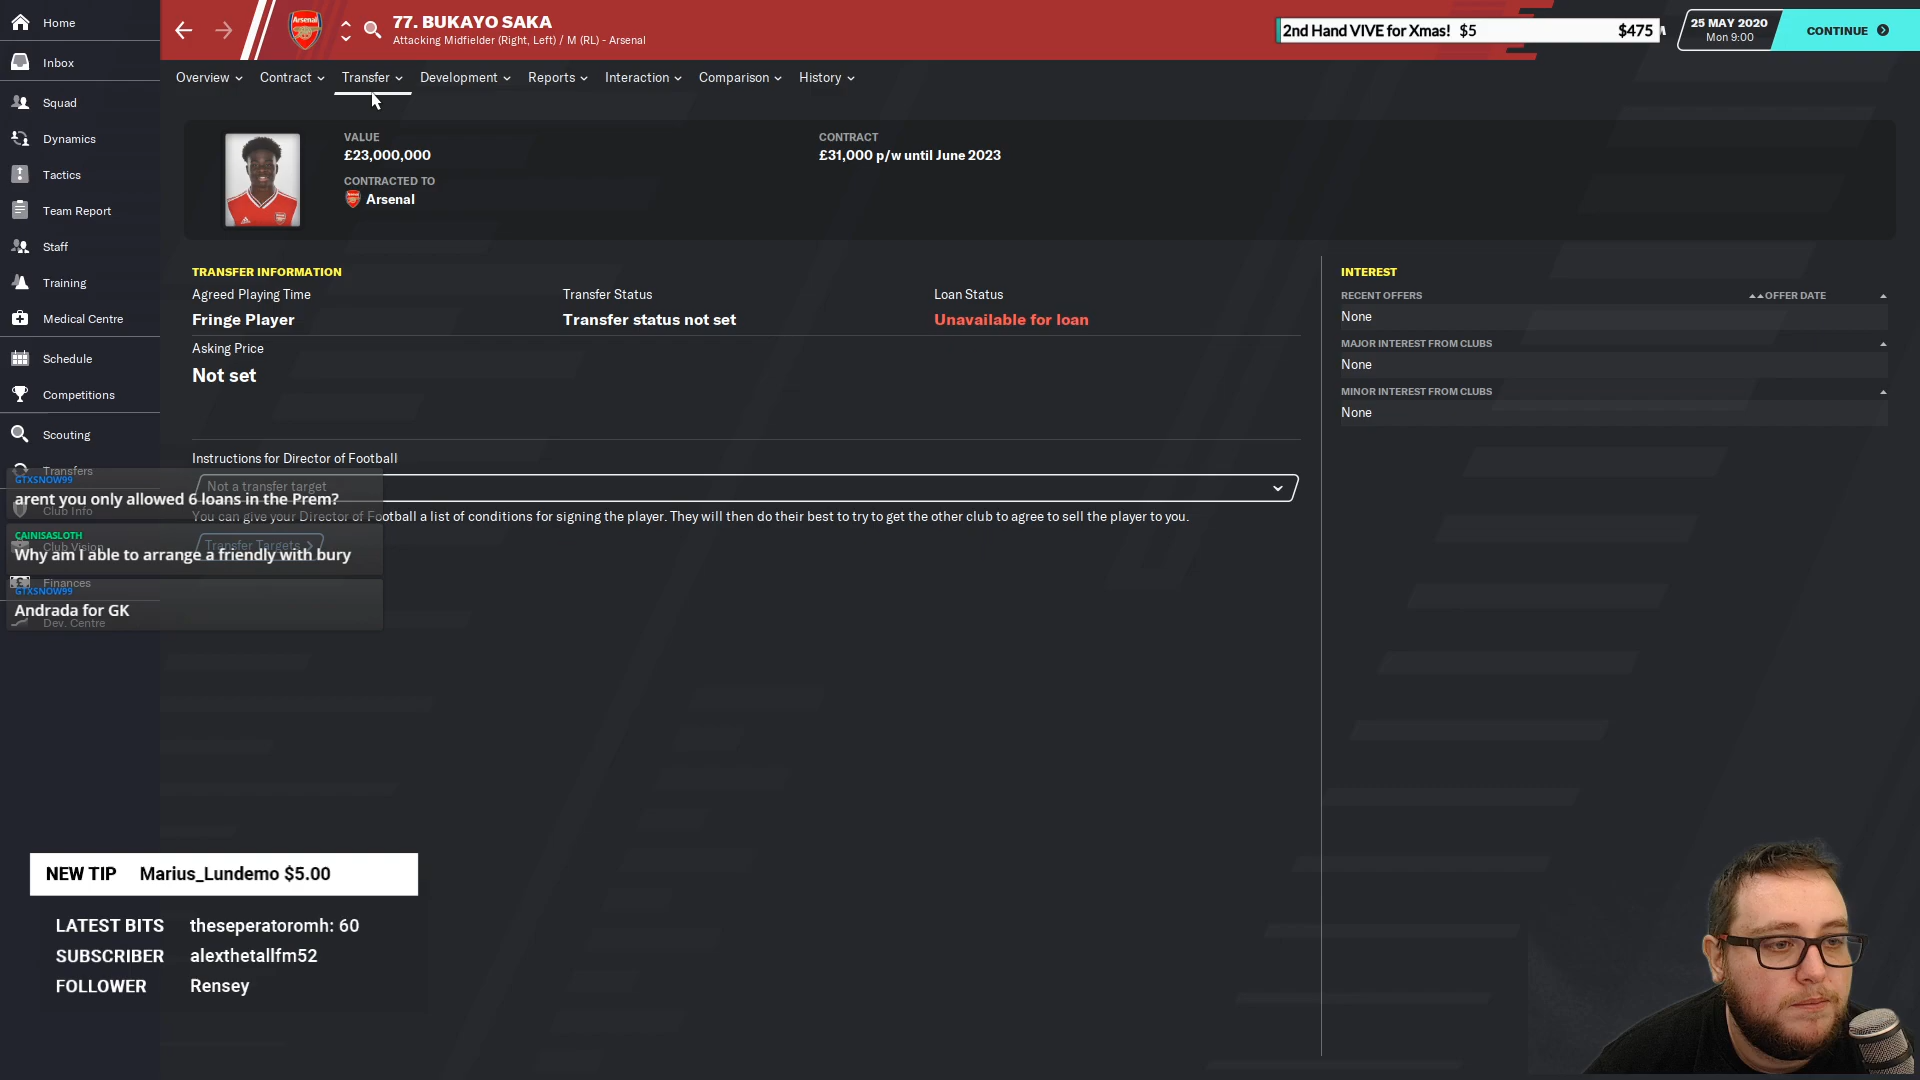 Home
Inbox
Squad
Dynamics
Tactics
Team Report
Staff
Training
Medical Centre
Schedule
Competitions
Scouting
Transfers
Club Info
Club Vision
Finances
Dev. Centre
Arsenal
77. BUKAYO SAKA
Attacking Midfielder (Right, Left) / M (RL) - Arsenal
2nd Hand VIVE for Xmas! $5 $475
25 MAY 2020
Mon 9:00
CONTINUE
Overview Contract Transfer Development Reports Interaction Comparison History
VALUE
£23,000,000
CONTRACTED TO
Arsenal
CONTRACT
£31,000 p/w until June 2023
TRANSFER INFORMATION
Agreed Playing Time Transfer Status Loan Status
Fringe Player Transfer status not set Unavailable for loan
Asking Price
Not set
Instructions for Director of Football
Not a transfer target
You can give your Director of Football a list of conditions for signing the player. They will then do their best to try to get the other club to agree to sell the player to you.
Transfer Targets
INTEREST
RECENT OFFERS OFFER DATE
None
MAJOR INTEREST FROM CLUBS
None
MINOR INTEREST FROM CLUBS
None
GTXSNOW99
arent you only allowed 6 loans in the Prem?
CAINISASLOTH
Why am I able to arrange a friendly with bury
GTXSNOW99
Andrada for GK
NEW TIP Marius_Lundemo $5.00
LATEST BITS theseperatoromh: 60
SUBSCRIBER alexthetallfm52
FOLLOWER Rensey